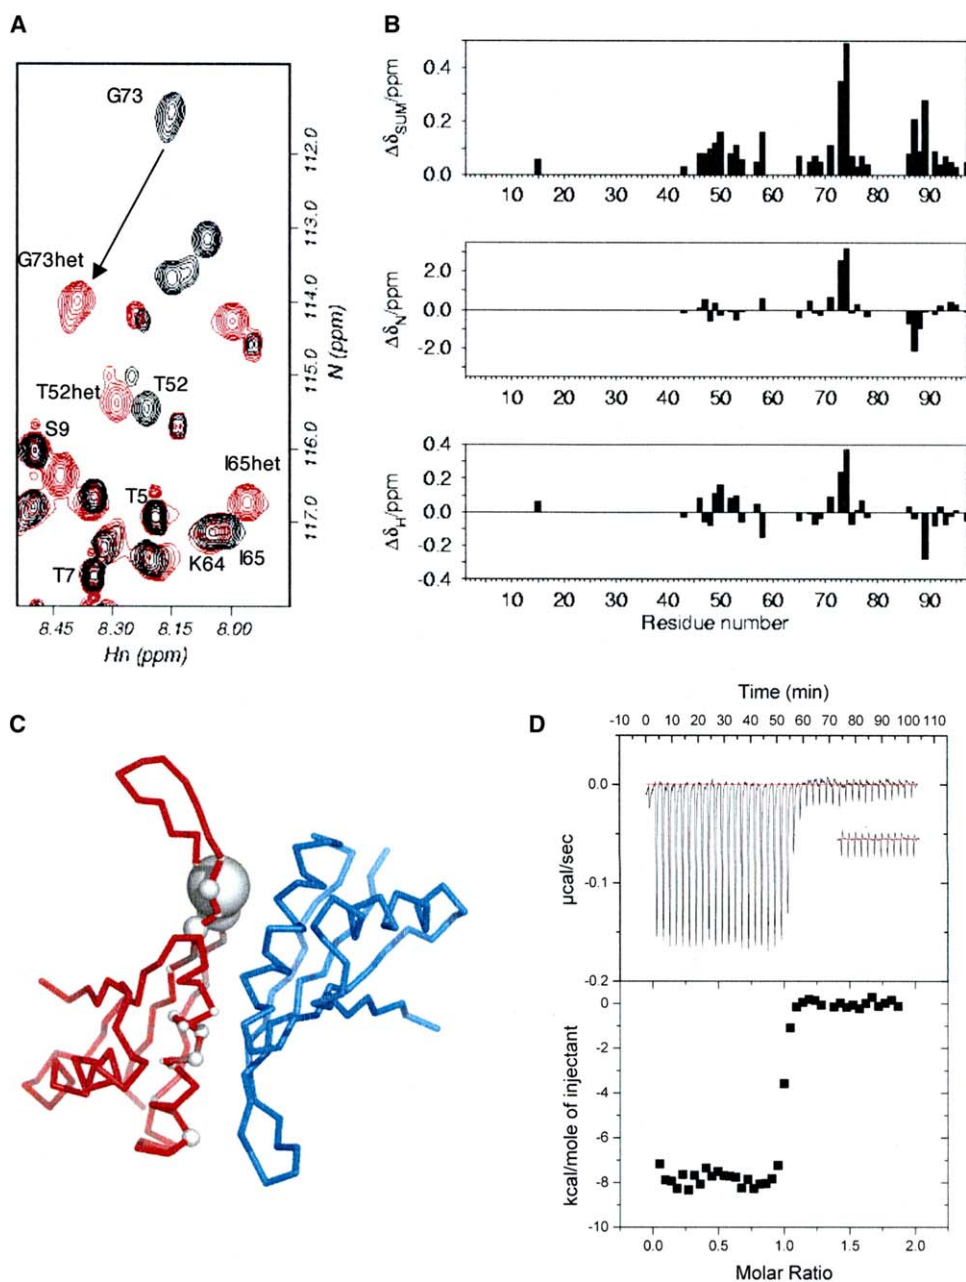 A
G73
G73het
T52het
T52
S9
I65het
T5
K64
I65
T7
112.0
113.0
114.0
115.0
116.0
117.0
N (ppm)
8.45 8.30 8.15 8.00
Hn (ppm)
B
ΔδSUM/ppm
0.4
0.2
0.0
10 20 30 40 50 60 70 80 90
ΔδN/ppm
2.0
0.0
-2.0
10 20 30 40 50 60 70 80 90
ΔδH/ppm
0.4
0.2
0.0
-0.2
-0.4
10 20 30 40 50 60 70 80 90
Residue number
C
D
Time (min)
-10 0 10 20 30 40 50 60 70 80 90 100 110
µcal/sec
0.0
-0.1
-0.2
kcal/mole of injectant
0
-2
-4
-6
-8
-10
0.0 0.5 1.0 1.5 2.0
Molar Ratio